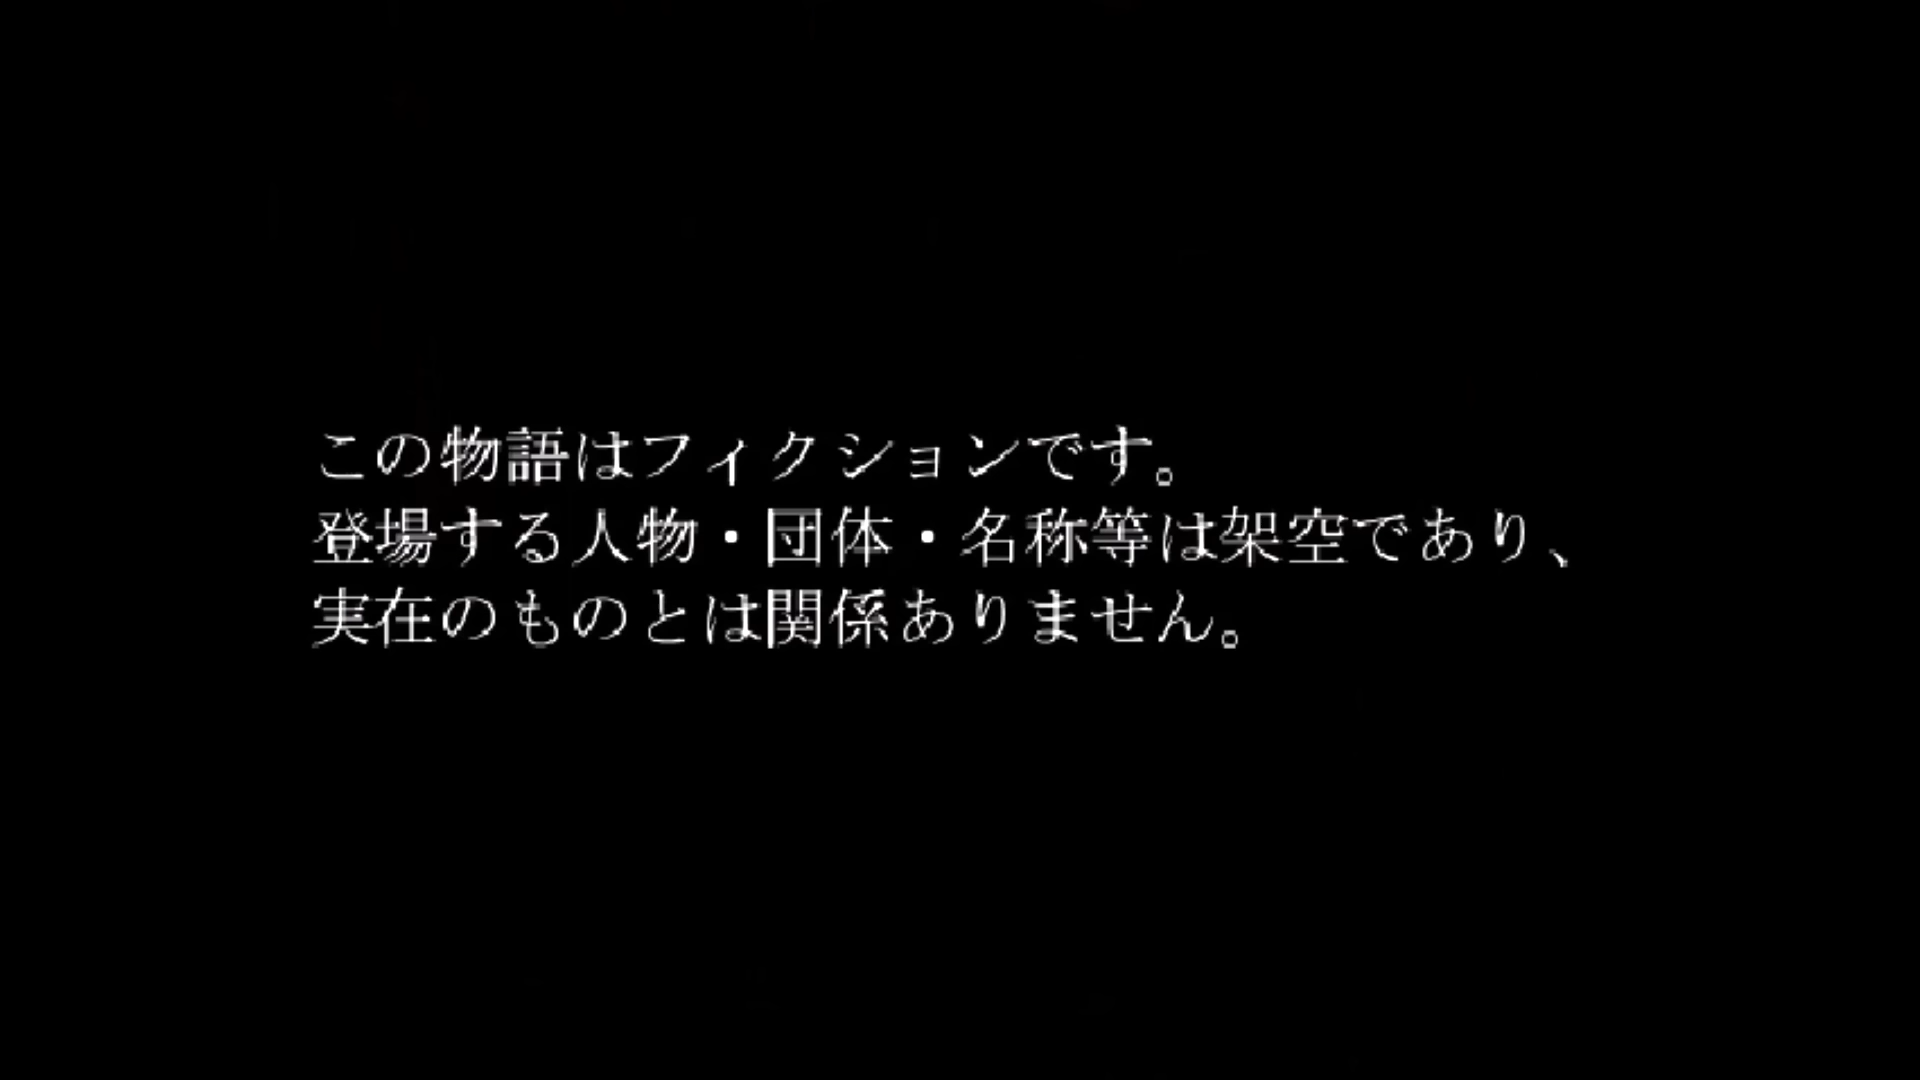 この物語はフィクションです。
登場する人物・団体・名称等は架空であり、
実在のものとは関係ありません。